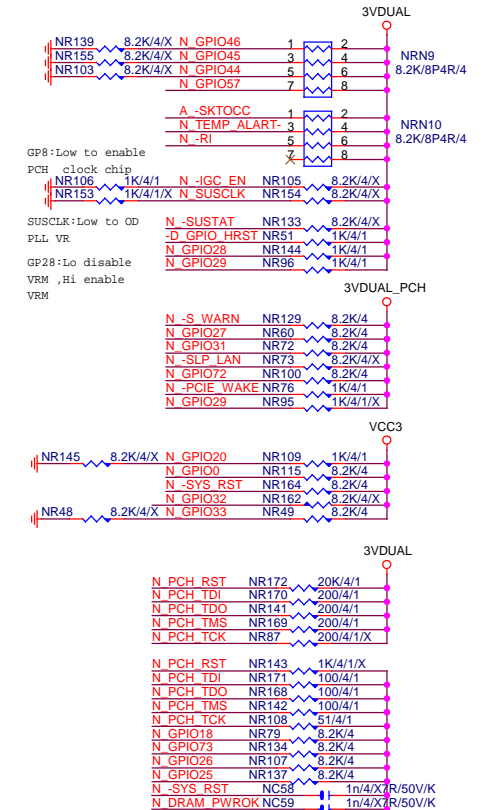 3VDUAL
NR139 8.2K/4/X N_GPIO46 1 2
NR155 8.2K/4/X N_GPIO45 3 4 NRN9
NR103 8.2K/4/X N_GPIO44 5 6 8.2K/8P4R/4
N_GPIO57 7 8
A_-SKTOCC 1 2
N_TEMP_ALART- 3 4 NRN10
N_-RI 5 6 8.2K/8P4R/4
7 8
GP8:Low to enable
PCH clock chip
NR106 1K/4/1 N_-IGC_EN NR105 8.2K/4/X
NR153 1K/4/1/X N_SUSCLK NR154 8.2K/4/X
SUSCLK:Low to OD
PLL VR
N_-SUSTAT NR133 8.2K/4/X
-D_GPIO_HRST NR51 1K/4/1
N_GPIO28 NR144 1K/4/1
N_GPIO29 NR96 1K/4/1
GP28:Lo disable
VRM ,Hi enable
VRM
3VDUAL_PCH
N_-S_WARN NR129 8.2K/4
N_GPIO27 NR60 8.2K/4
N_GPIO31 NR72 8.2K/4
N_-SLP_LAN NR73 8.2K/4/X
N_GPIO72 NR100 8.2K/4
N_-PCIE_WAKE NR76 1K/4/1
N_GPIO29 NR95 1K/4/1/X
VCC3
NR145 8.2K/4/X N_GPIO20 NR109 1K/4/1
N_GPIO0 NR115 8.2K/4
N_-SYS_RST NR164 8.2K/4
N_GPIO32 NR162 8.2K/4/X
NR48 8.2K/4/X N_GPIO33 NR49 8.2K/4
3VDUAL
N_PCH_RST NR172 20K/4/1
N_PCH_TDI NR170 200/4/1
N_PCH_TDO NR141 200/4/1
N_PCH_TMS NR169 200/4/1
N_PCH_TCK NR87 200/4/1/X
N_PCH_RST NR143 1K/4/1/X
N_PCH_TDI NR171 100/4/1
N_PCH_TDO NR168 100/4/1
N_PCH_TMS NR142 100/4/1
N_PCH_TCK NR108 51/4/1
N_GPIO18 NR79 8.2K/4
N_GPIO73 NR134 8.2K/4
N_GPIO26 NR107 8.2K/4
N_GPIO25 NR137 8.2K/4
N_-SYS_RST NC58 1n/4/X7R/50V/K
N_DRAM_PWROK NC59 1n/4/X7R/50V/K